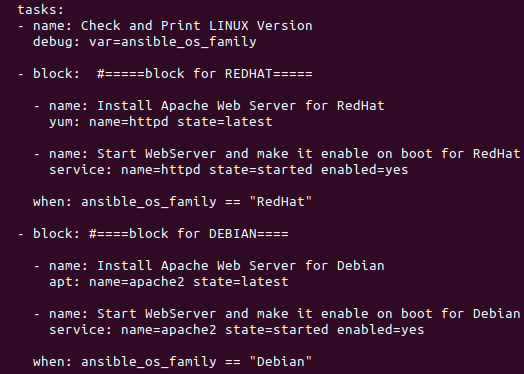 tasks:
- name: Check and Print LINUX Version
  debug: var=ansible_os_family

- block:  #=====block for REDHAT=====

  - name: Install Apache Web Server for RedHat
    yum: name=httpd state=latest

  - name: Start WebServer and make it enable on boot for RedHat
    service: name=httpd state=started enabled=yes

  when: ansible_os_family == "RedHat"

- block: #====block for DEBIAN====

  - name: Install Apache Web Server for Debian
    apt: name=apache2 state=latest

  - name: Start WebServer and make it enable on boot for Debian
    service: name=apache2 state=started enabled=yes

  when: ansible_os_family == "Debian"